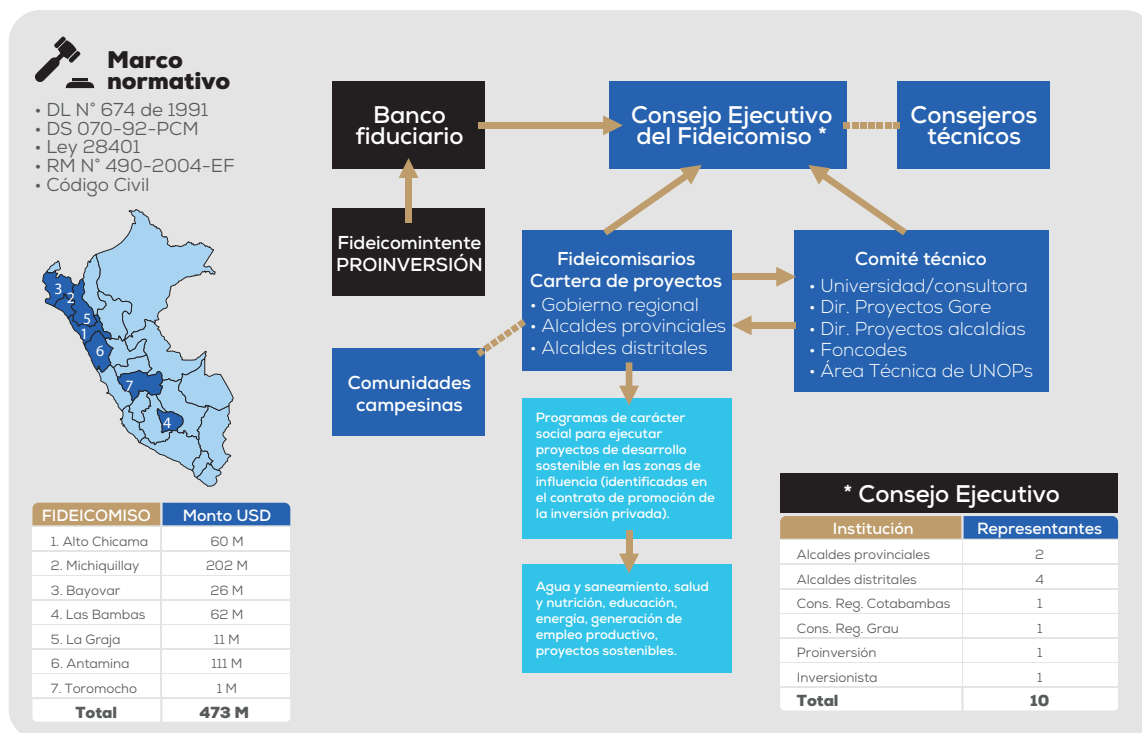 Marco
normativo
• DL N° 674 de 1991
• DS 070-92-PCM
• Ley 28401
• RM N° 490-2004-EF
• Código Civil
3
2
5
1
6
7
4
FIDEICOMISO Monto USD
1. Alto Chicama 60 M
2. Michiquillay 202 M
3. Bayovar 26 M
4. Las Bambas 62 M
5. La Graja 11 M
6. Antamina 111 M
7. Toromocho 1 M
Total 473 M
Banco
fiduciario
Consejo Ejecutivo
del Fideicomiso *
Consejeros
técnicos
Fideicomintente
PROINVERSIÓN
Fideicomisarios
Cartera de proyectos
• Gobierno regional
• Alcaldes provinciales
• Alcaldes distritales
Comité técnico
• Universidad/consultora
• Dir. Proyectos Gore
• Dir. Proyectos alcaldías
• Foncodes
• Área Técnica de UNOPs
Comunidades
campesinas
Programas de carácter
social para ejecutar
proyectos de desarrollo
sostenible en las zonas de
influencia (identificadas en
el contrato de promoción de
la inversión privada).
Agua y saneamiento, salud
y nutrición, educación,
energía, generación de
empleo productivo,
proyectos sostenibles.
* Consejo Ejecutivo
Institución Representantes
Alcaldes provinciales 2
Alcaldes distritales 4
Cons. Reg. Cotabambas 1
Cons. Reg. Grau 1
Proinversión 1
Inversionista 1
Total 10